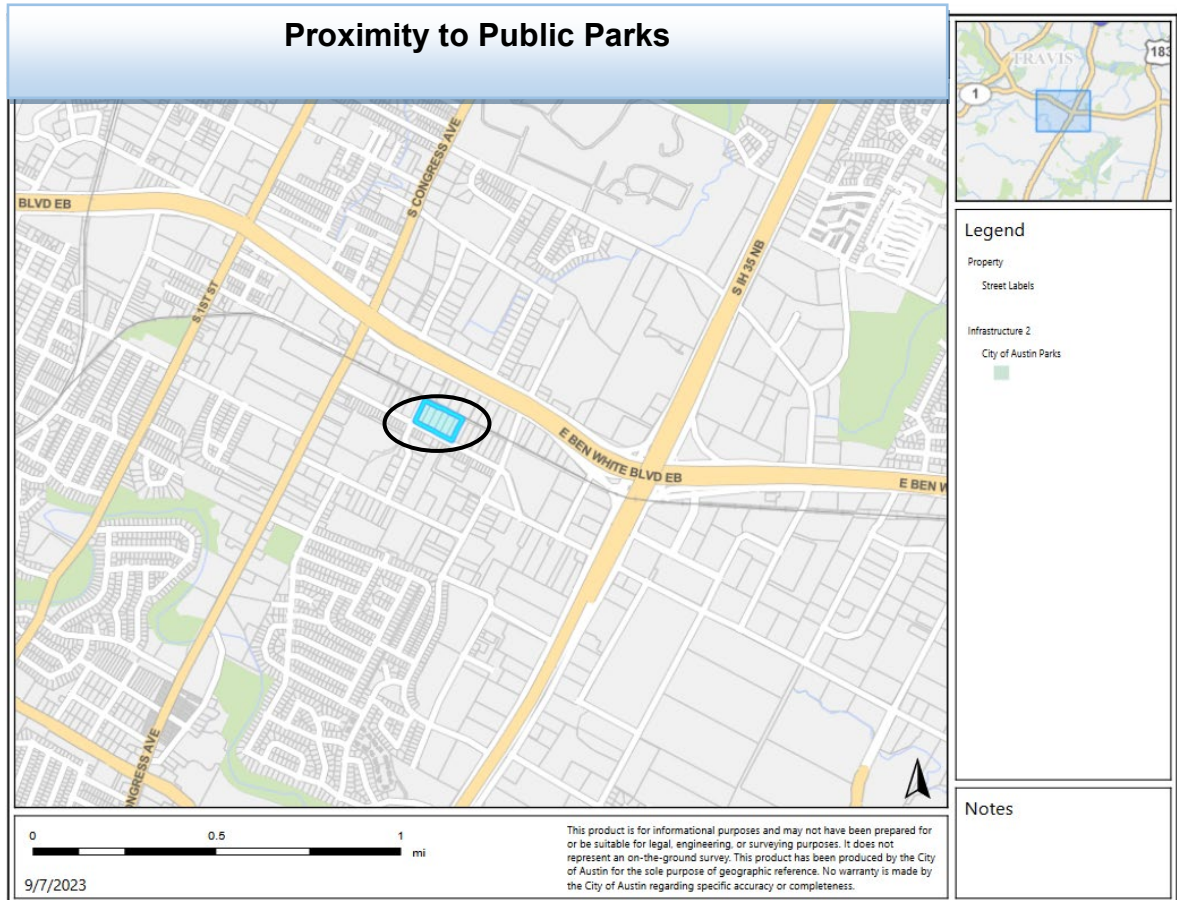 Proximity to Public Parks
TRAVIS
183
1
BLVD EB
S CONGRESS AVE
S 1ST ST
S IH 35 NB
E BEN WHITE BLVD EB
E BEN W
ONGRESS AVE
Legend
Property
Street Labels
Infrastructure 2
City of Austin Parks
Notes
0 0.5 1
mi
9/7/2023
This product is for informational purposes and may not have been prepared for
or be suitable for legal, engineering, or surveying purposes. It does not
represent an on-the-ground survey. This product has been produced by the City
of Austin for the sole purpose of geographic reference. No warranty is made by
the City of Austin regarding specific accuracy or completeness.